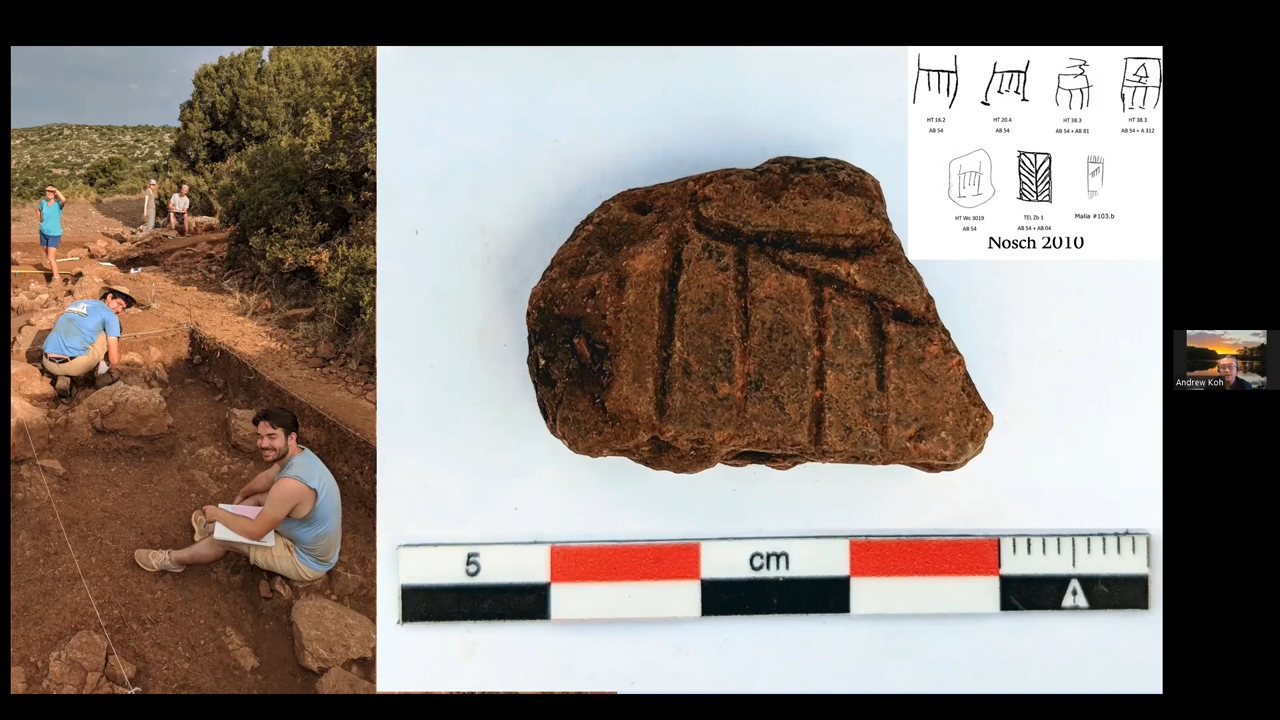 HT 16.2
AB 54
HT 20.4
AB 54
HT 38.3
AB 54 + AB 81
HT 38.3
AB 54 + A 312
HT Wc 3019
AB 54
TEL Zb 1
AB 54 + AB 04
Malia #103.b
Nosch 2010
5 cm
Andrew Koh